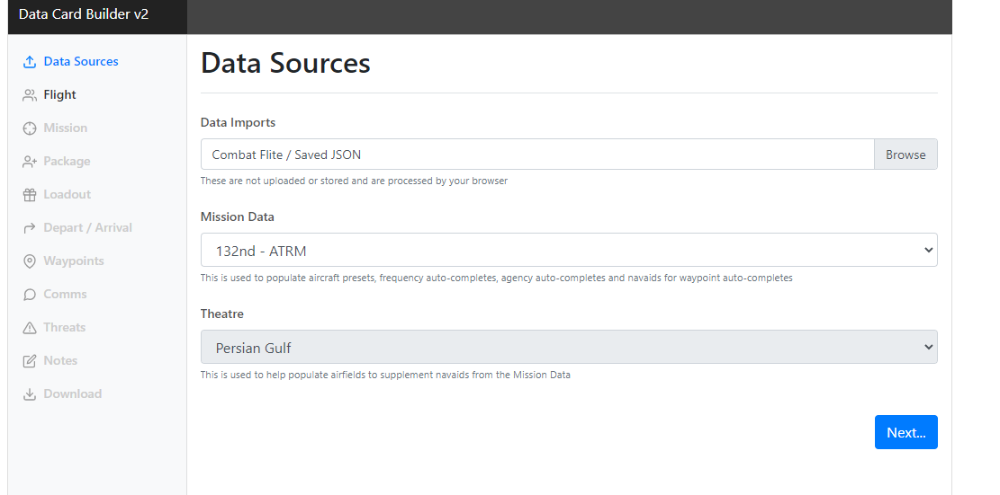 Data Card Builder v2
Data Sources
Flight
Mission
Package
Loadout
Depart / Arrival
Waypoints
Comms
Threats
Notes
Download
Data Sources
Data Imports
Combat Flite / Saved JSON
Browse
These are not uploaded or stored and are processed by your browser
Mission Data
132nd - ATRM
This is used to populate aircraft presets, frequency auto-completes, agency auto-completes and navaids for waypoint auto-completes
Theatre
Persian Gulf
This is used to help populate airfields to supplement navaids from the Mission Data
Next...